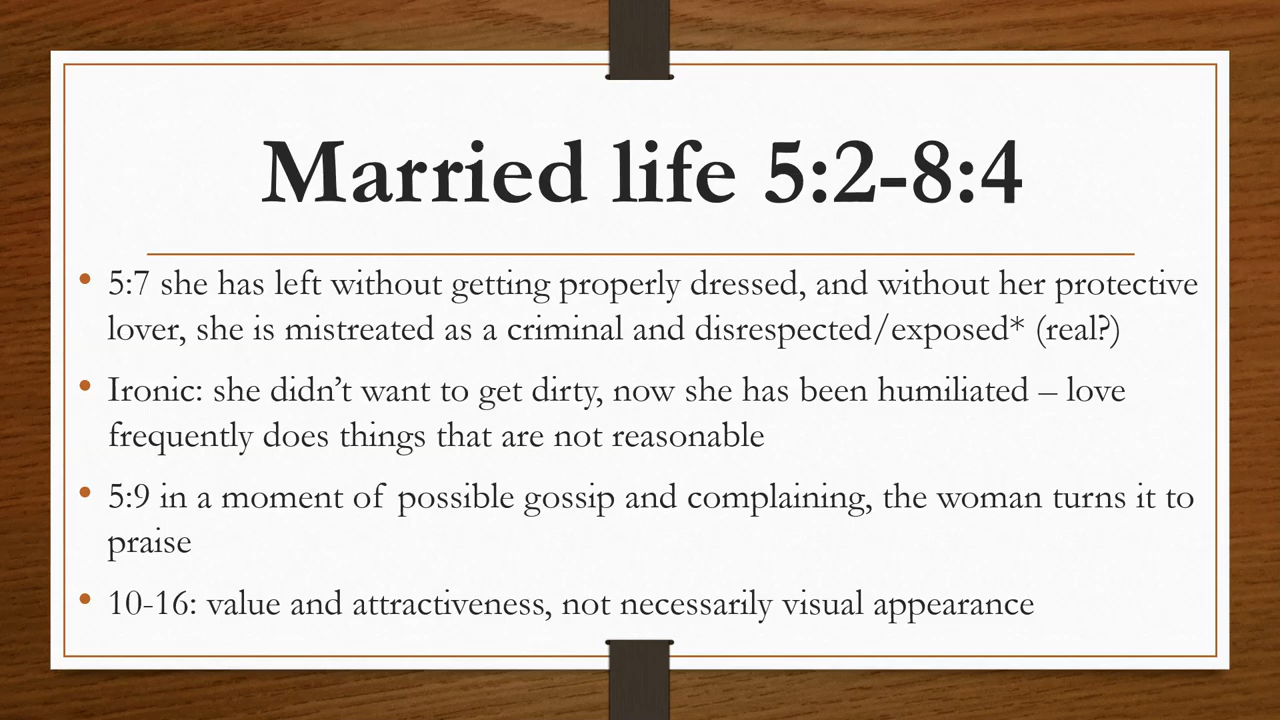 Married life 5:2-8:4
• 5:7 she has left without getting properly dressed, and without her protective
lover, she is mistreated as a criminal and disrespected/exposed* (real?)
• Ironic: she didn’t want to get dirty, now she has been humiliated – love
frequently does things that are not reasonable
• 5:9 in a moment of possible gossip and complaining, the woman turns it to
praise
• 10-16: value and attractiveness, not necessarily visual appearance